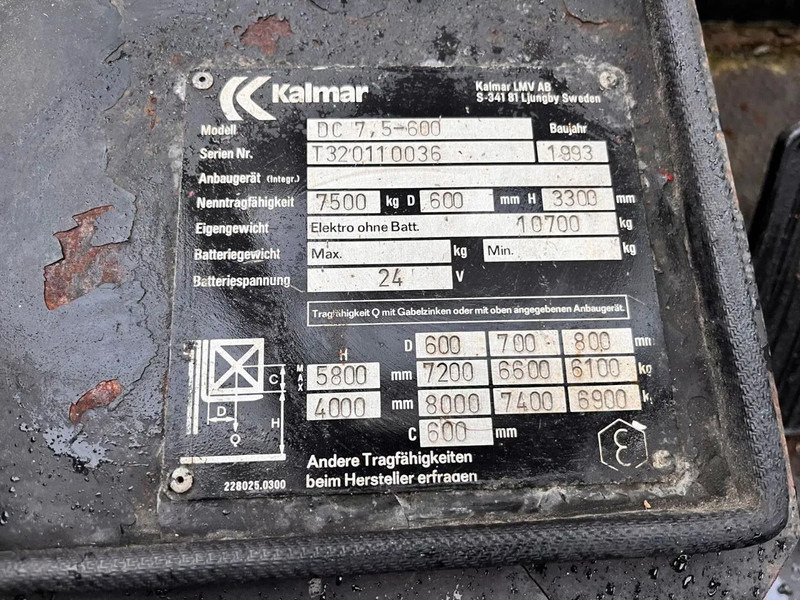 Kalmar
Kalmar LMV AB
S-341 81 Ljungby Sweden
Modell DC 7,5-600 Baujahr
Serien Nr. T320110036 1993
Anbaugerät (Integr.)
Nenntragfähigkeit 7500 kg D 600 mm H 3300 mm
Eigengewicht Elektro ohne Batt. 10700 kg
Batteriegewicht Max. kg Min. kg
Batteriespannung 24 V
Tragfähigkeit Q mit Gabelzinken oder mit oben angegebenen Anbaugerät.
H D 600 700 800 mm
MAX 5800 mm 7200 6600 6100 kg
4000 mm 8000 7400 6900 k
C 600 mm
C
D
H
Q
Andere Tragfähigkeiten
beim Hersteller erfragen
228025.0300